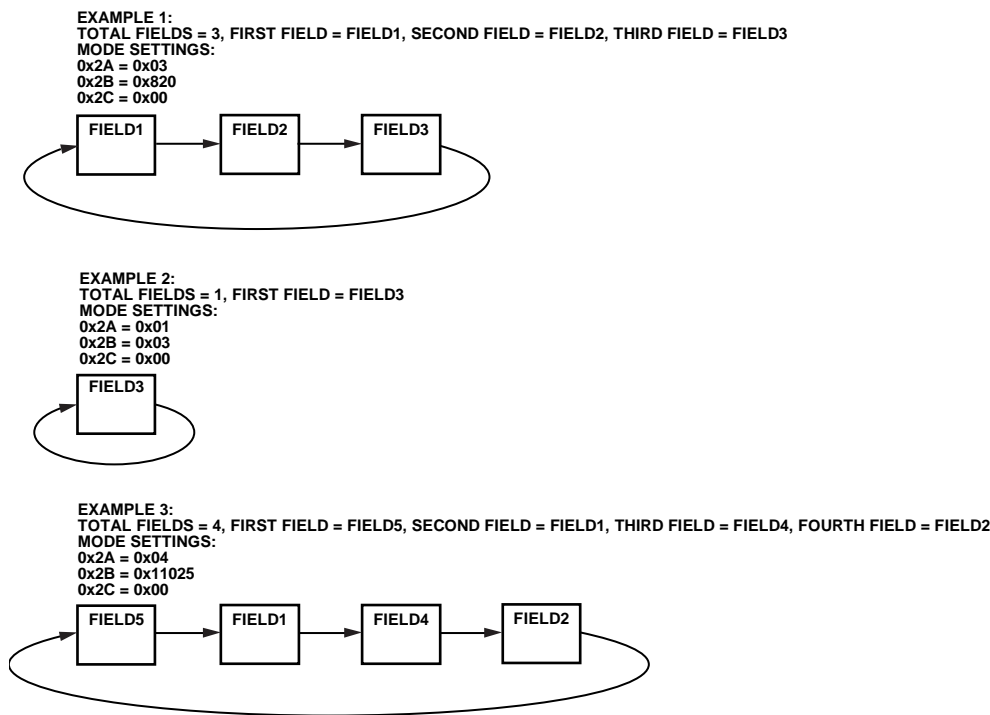 EXAMPLE 1:
TOTAL FIELDS = 3, FIRST FIELD = FIELD1, SECOND FIELD = FIELD2, THIRD FIELD = FIELD3
MODE SETTINGS:
0x2A = 0x03
0x2B = 0x820
0x2C = 0x00
FIELD1 FIELD2 FIELD3
EXAMPLE 2:
TOTAL FIELDS = 1, FIRST FIELD = FIELD3
MODE SETTINGS:
0x2A = 0x01
0x2B = 0x03
0x2C = 0x00
FIELD3
EXAMPLE 3:
TOTAL FIELDS = 4, FIRST FIELD = FIELD5, SECOND FIELD = FIELD1, THIRD FIELD = FIELD4, FOURTH FIELD = FIELD2
MODE SETTINGS:
0x2A = 0x04
0x2B = 0x11025
0x2C = 0x00
FIELD5 FIELD1 FIELD4 FIELD2